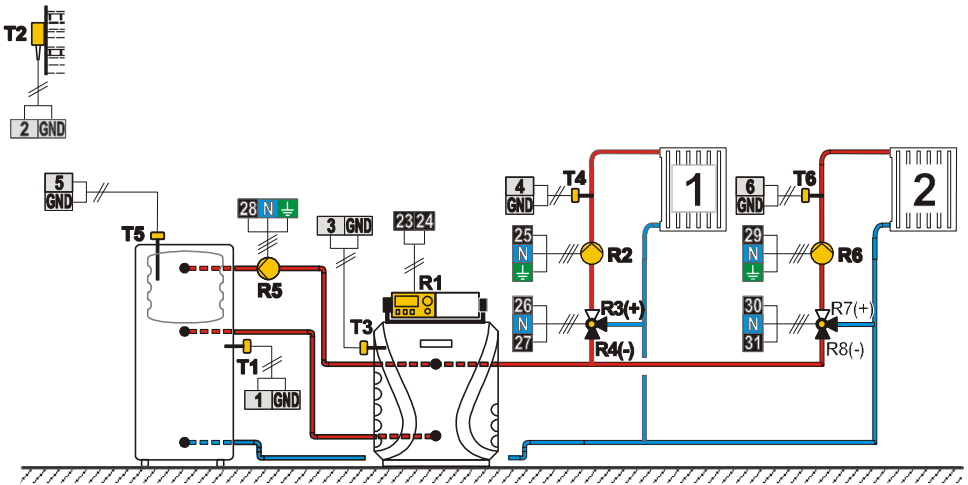 T2
2 GND
5
GND
T5
28 N
R5
3 GND
23 24
R1
T3
T1
1 GND
4
GND
T4
25
N
R2
26
N
27
R3(+)
R4(-)
1
6
GND
T6
29
N
R6
30
N
31
R7(+)
R8(-)
2